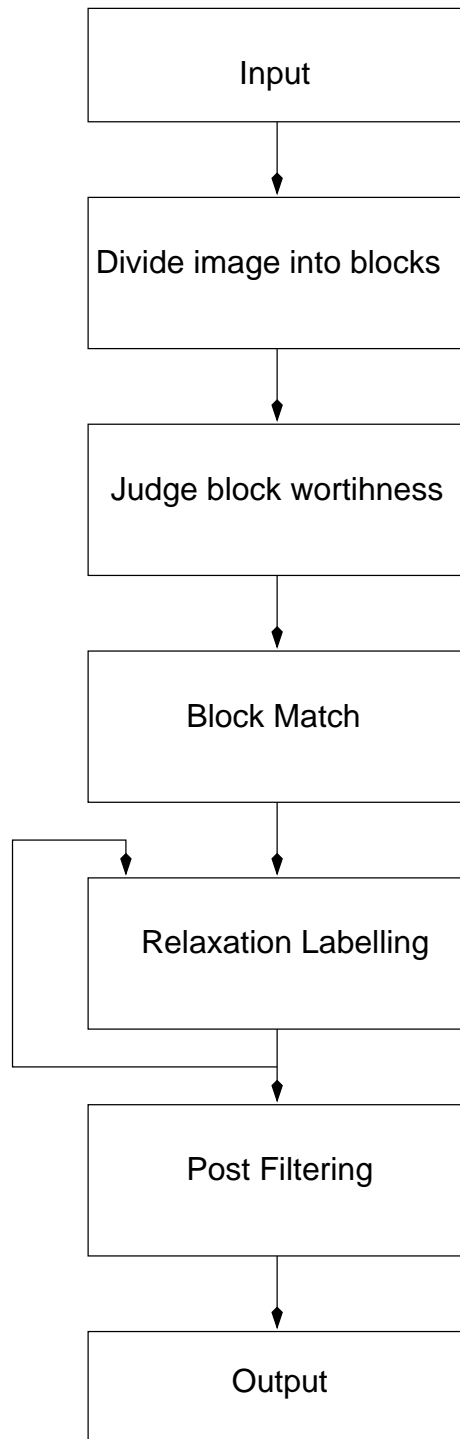 Input
Divide image into blocks
Judge block wortihness
Block Match
Relaxation Labelling
Post Filtering
Output